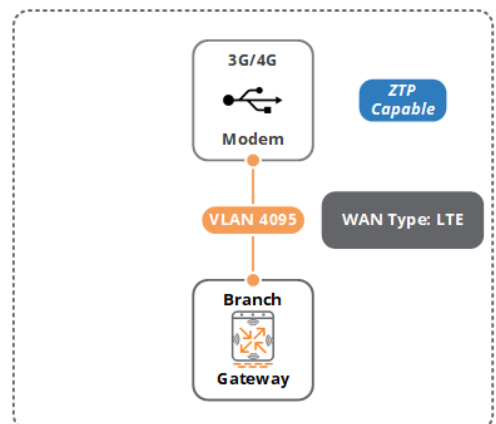 3G/4G
Modem
ZTP
Capable
VLAN 4095
WAN Type: LTE
Branch
Gateway